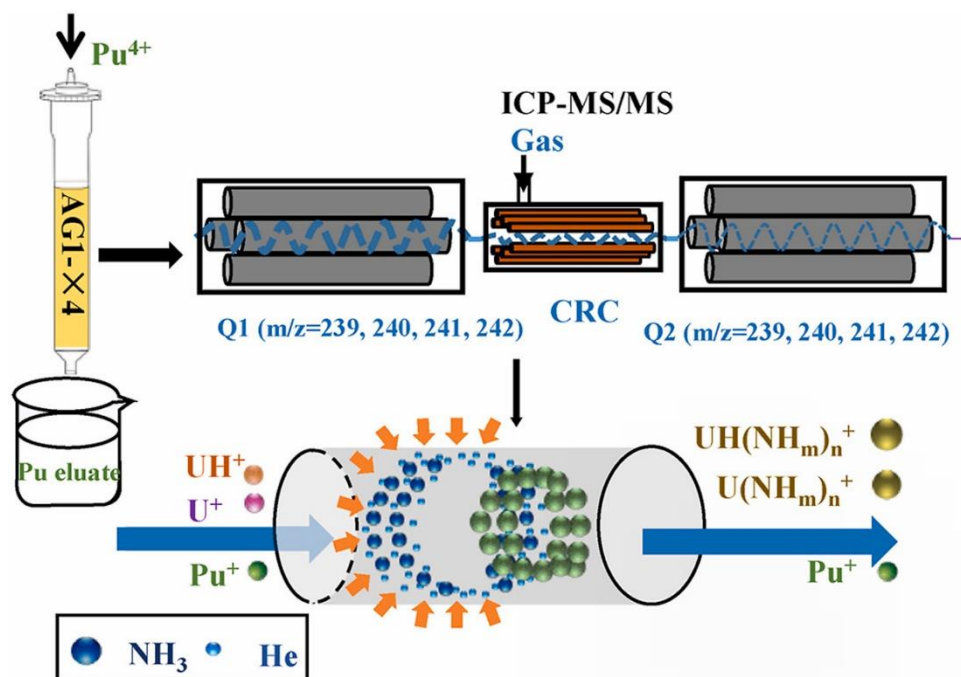 Pu⁴⁺
ICP-MS/MS
Gas
AG1-×4
CRC
Q1 (m/z=239, 240, 241, 242)
Q2 (m/z=239, 240, 241, 242)
Pu eluate
UH⁺
U⁺
Pu⁺
UH(NHₘ)ₙ⁺
U(NHₘ)ₙ⁺
Pu⁺
NH₃
He